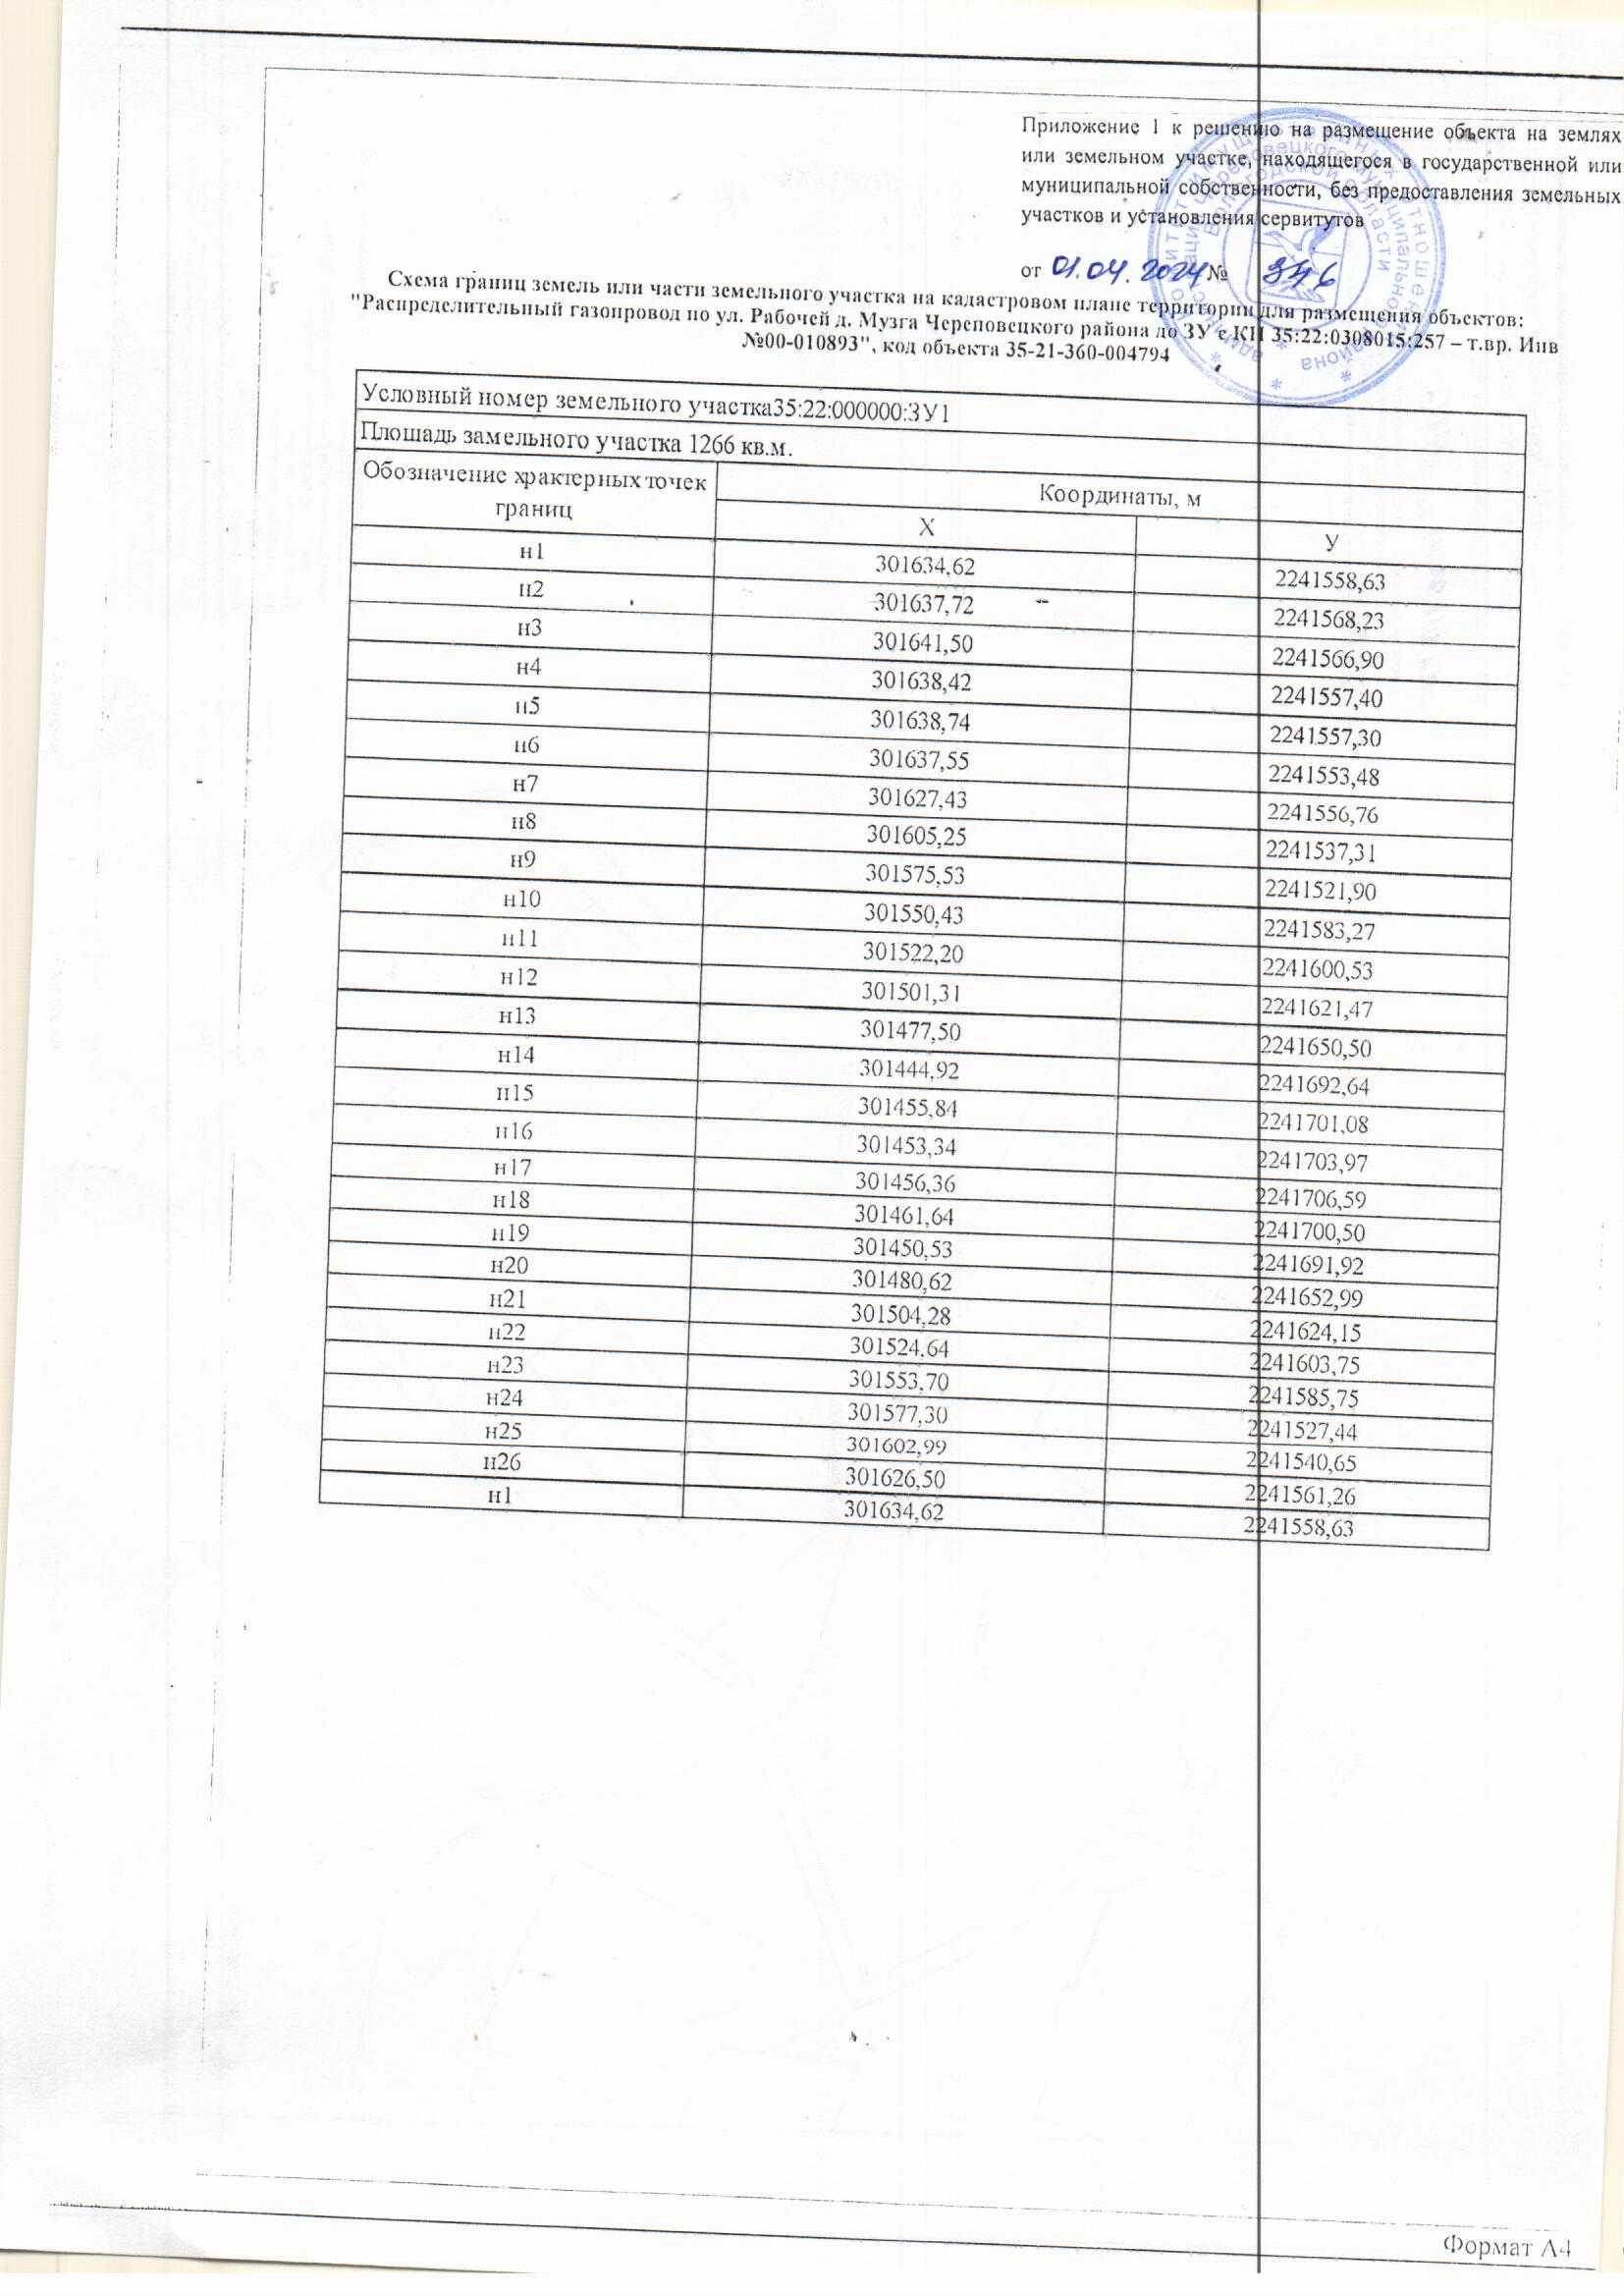 Приложение 1 к решению на размещение объекта на землях
или земельном участке, находящегося в государственной или
муниципальной собственности, без предоставления земельных
участков и установления сервитутов
от 01.04.2024 № 346
Схема границ земель или части земельного участка на кадастровом плане территории для размещения объектов:
"Распределительный газопровод по ул. Рабочей д. Музга Череповецкого района до ЗУ с КН 35:22:0308015:257 – т.вр. Инв
№00-010893", код объекта 35-21-360-004794
Условный номер земельного участка35:22:000000:ЗУ1
Площадь замельного участка 1266 кв.м.
Обозначение храктерных точек границ Координаты, м
Х У
н1 301634,62 2241558,63
н2 301637,72 2241568,23
н3 301641,50 2241566,90
н4 301638,42 2241557,40
н5 301638,74 2241557,30
н6 301637,55 2241553,48
н7 301627,43 2241556,76
н8 301605,25 2241537,31
н9 301575,53 2241521,90
н10 301550,43 2241583,27
н11 301522,20 2241600,53
н12 301501,31 2241621,47
н13 301477,50 2241650,50
н14 301444,92 2241692,64
н15 301455,84 2241701,08
н16 301453,34 2241703,97
н17 301456,36 2241706,59
н18 301461,64 2241700,50
н19 301450,53 2241691,92
н20 301480,62 2241652,99
н21 301504,28 2241624,15
н22 301524,64 2241603,75
н23 301553,70 2241585,75
н24 301577,30 2241527,44
н25 301602,99 2241540,65
н26 301626,50 2241561,26
н1 301634,62 2241558,63
Формат А4